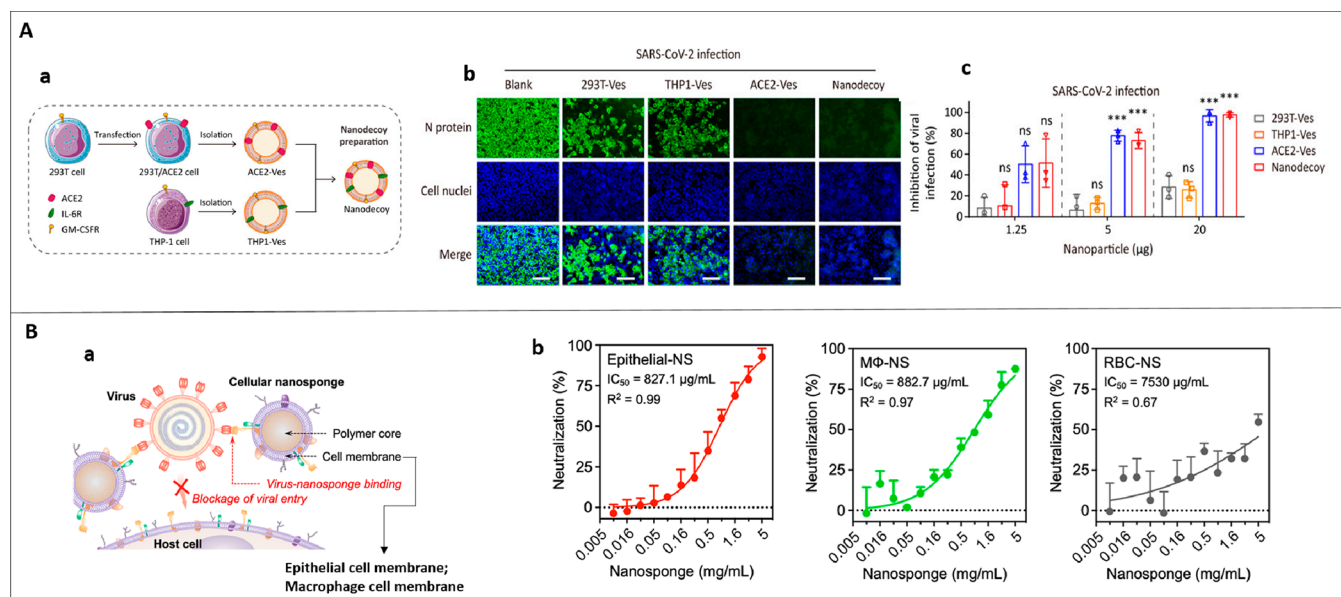 A
a
Transfection
Isolation
293T cell
293T/ACE2 cell
ACE2-Ves
Nanodecoy
preparation
ACE2
IL-6R
GM-CSFR
Isolation
THP-1 cell
THP1-Ves
Nanodecoy
b
SARS-CoV-2 infection
Blank
293T-Ves
THP1-Ves
ACE2-Ves
Nanodecoy
N protein
Cell nuclei
Merge
c
SARS-CoV-2 infection
Inhibition of viral
infection (%)
100
80
60
40
20
0
ns
ns
ns
ns
***
***
ns
***
***
1.25
5
20
Nanoparticle (µg)
293T-Ves
THP1-Ves
ACE2-Ves
Nanodecoy
B
a
Virus
Cellular nanosponge
Polymer core
Cell membrane
Virus-nanosponge binding
Blockage of viral entry
Host cell
Epithelial cell membrane;
Macrophage cell membrane
b
Epithelial-NS
IC50 = 827.1 µg/mL
R2 = 0.99
Neutralization (%)
100
75
50
25
0
0.005
0.016
0.05
0.16
0.5
1.6
5
Nanosponge (mg/mL)
MΦ-NS
IC50 = 882.7 µg/mL
R2 = 0.97
Neutralization (%)
100
75
50
25
0
0.005
0.016
0.05
0.16
0.5
1.6
5
Nanosponge (mg/mL)
RBC-NS
IC50 = 7530 µg/mL
R2 = 0.67
Neutralization (%)
100
75
50
25
0
0.005
0.016
0.05
0.16
0.5
1.6
5
Nanosponge (mg/mL)